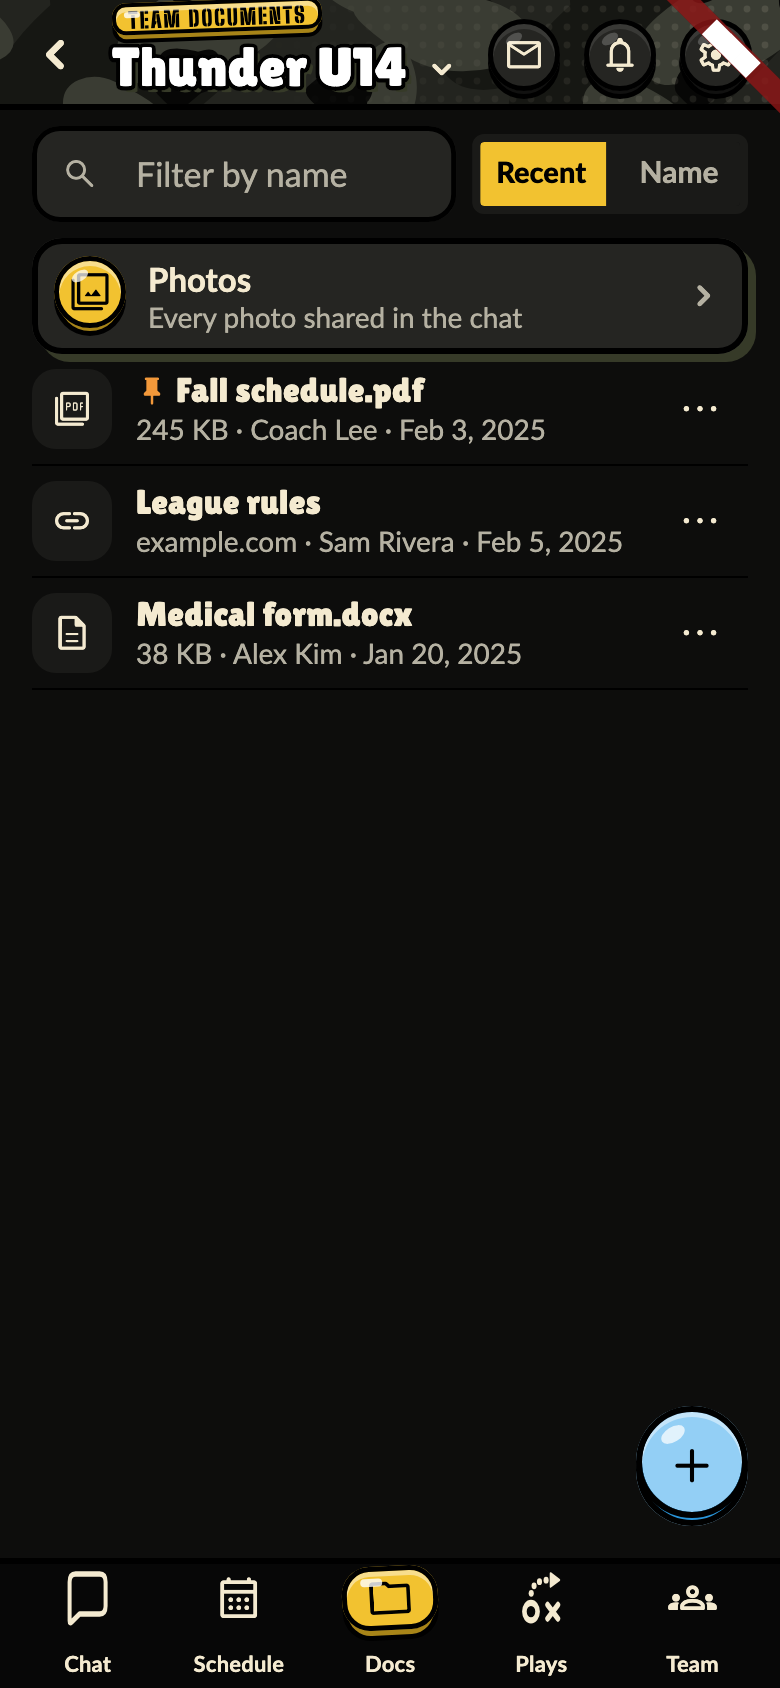 TEAM DOCUMENTS
Thunder U14
Filter by name
Recent
Name
Photos
Every photo shared in the chat
PDF
Fall schedule.pdf
245 KB · Coach Lee · Feb 3, 2025
League rules
example.com · Sam Rivera · Feb 5, 2025
Medical form.docx
38 KB · Alex Kim · Jan 20, 2025
Chat
Schedule
Docs
Plays
Team